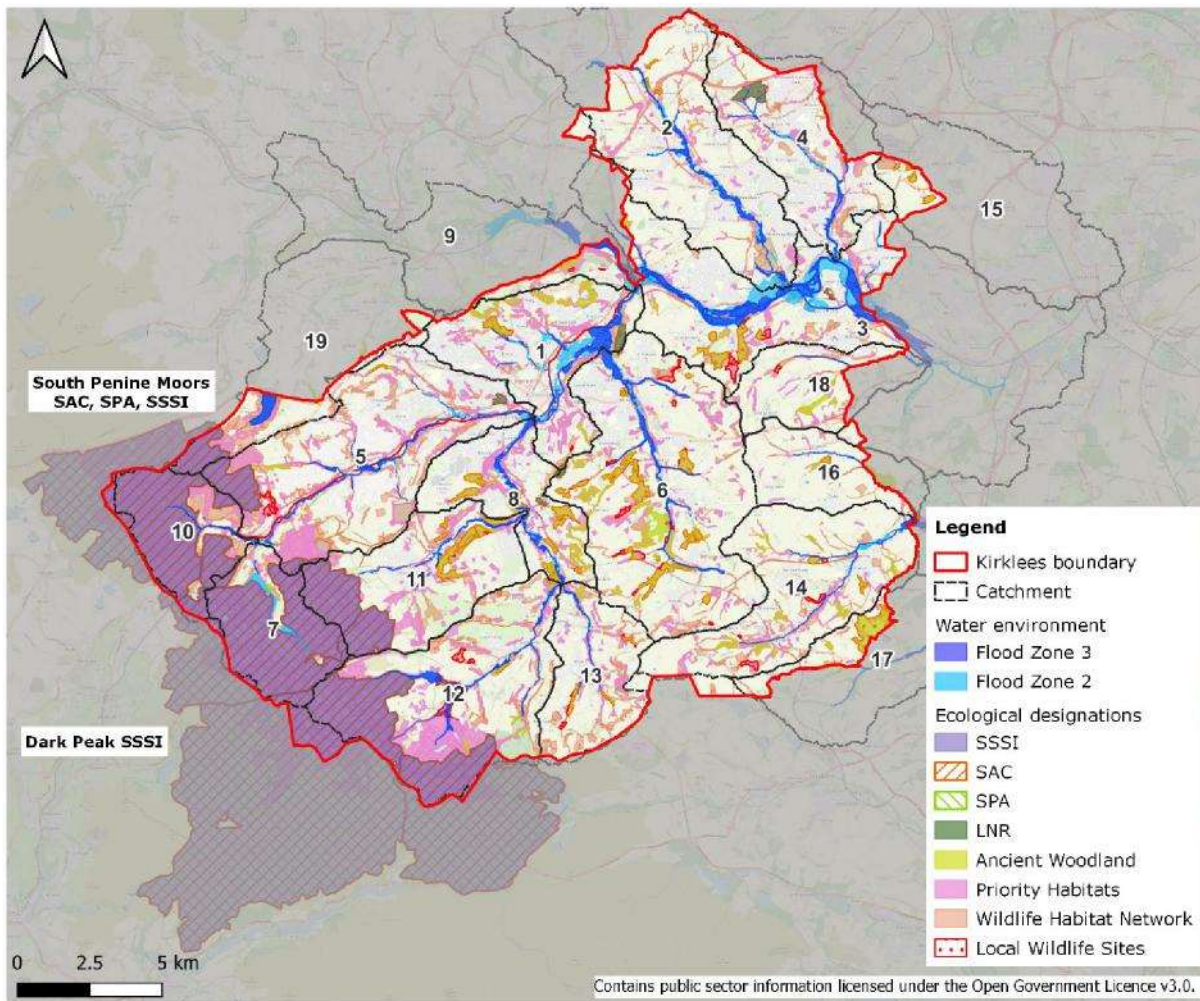 2
4
15
9
3
19
1
18
South Penine Moors
SAC, SPA, SSSI
5
16
6
8
10
11
14
7
17
12
13
Dark Peak SSSI
Legend
Kirklees boundary
Catchment
Water environment
Flood Zone 3
Flood Zone 2
Ecological designations
SSSI
SAC
SPA
LNR
Ancient Woodland
Priority Habitats
Wildlife Habitat Network
Local Wildlife Sites
0 2.5 5 km
Contains public sector information licensed under the Open Government Licence v3.0.